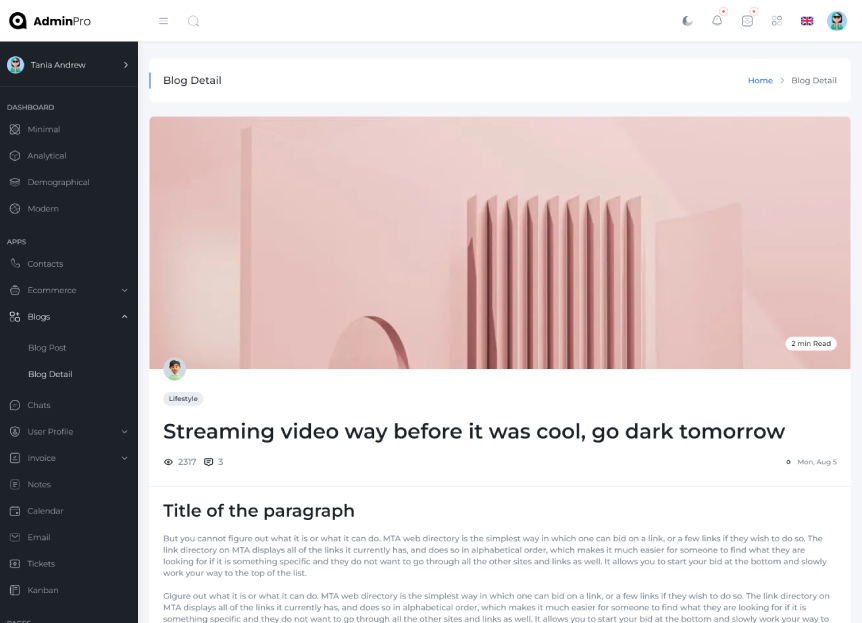 AdminPro
Tania Andrew
DASHBOARD
Minimal
Analytical
Demographical
Modern
APPS
Contacts
Ecommerce
Blogs
Blog Post
Blog Detail
Chats
User Profile
Invoice
Notes
Calendar
Email
Tickets
Kanban
Blog Detail
Home > Blog Detail
2 min Read
Lifestyle
Streaming video way before it was cool, go dark tomorrow
2317 3
Mon, Aug 5
Title of the paragraph
But you cannot figure out what it is or what it can do. MTA web directory is the simplest way in which one can bid on a link, or a few links if they wish to do so. The
link directory on MTA displays all of the links it currently has, and does so in alphabetical order, which makes it much easier for someone to find what they are
looking for if it is something specific and they do not want to go through all the other sites and links as well. It allows you to start your bid at the bottom and slowly
work your way to the top of the list.
Gigure out what it is or what it can do. MTA web directory is the simplest way in which one can bid on a link, or a few links if they wish to do so. The link directory on
MTA displays all of the links it currently has, and does so in alphabetical order, which makes it much easier for someone to find what they are looking for if it is
something specific and they do not want to go through all the other sites and links as well. It allows you to start your bid at the bottom and slowly work your way to